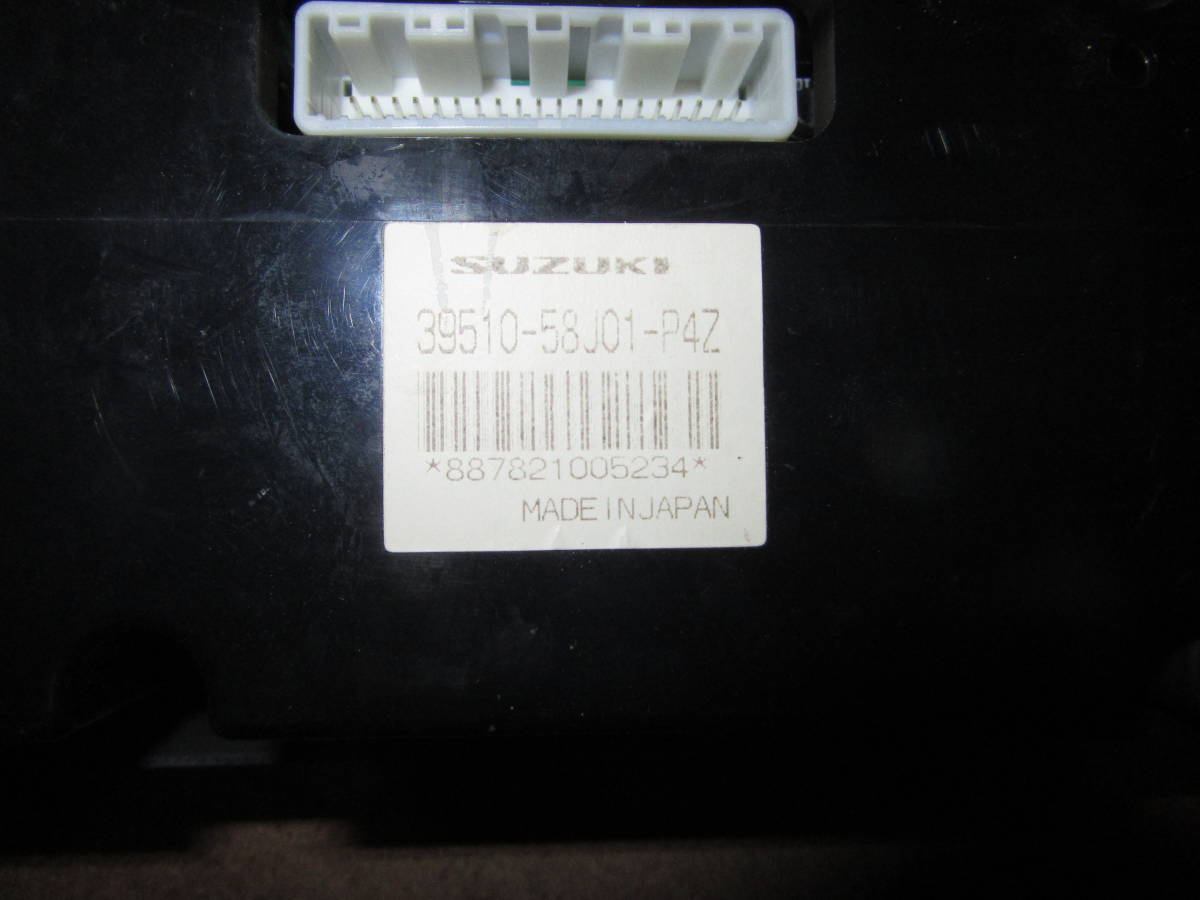 SUZUKI
39510-58J01-P4Z
*887821005234*
MADE IN JAPAN